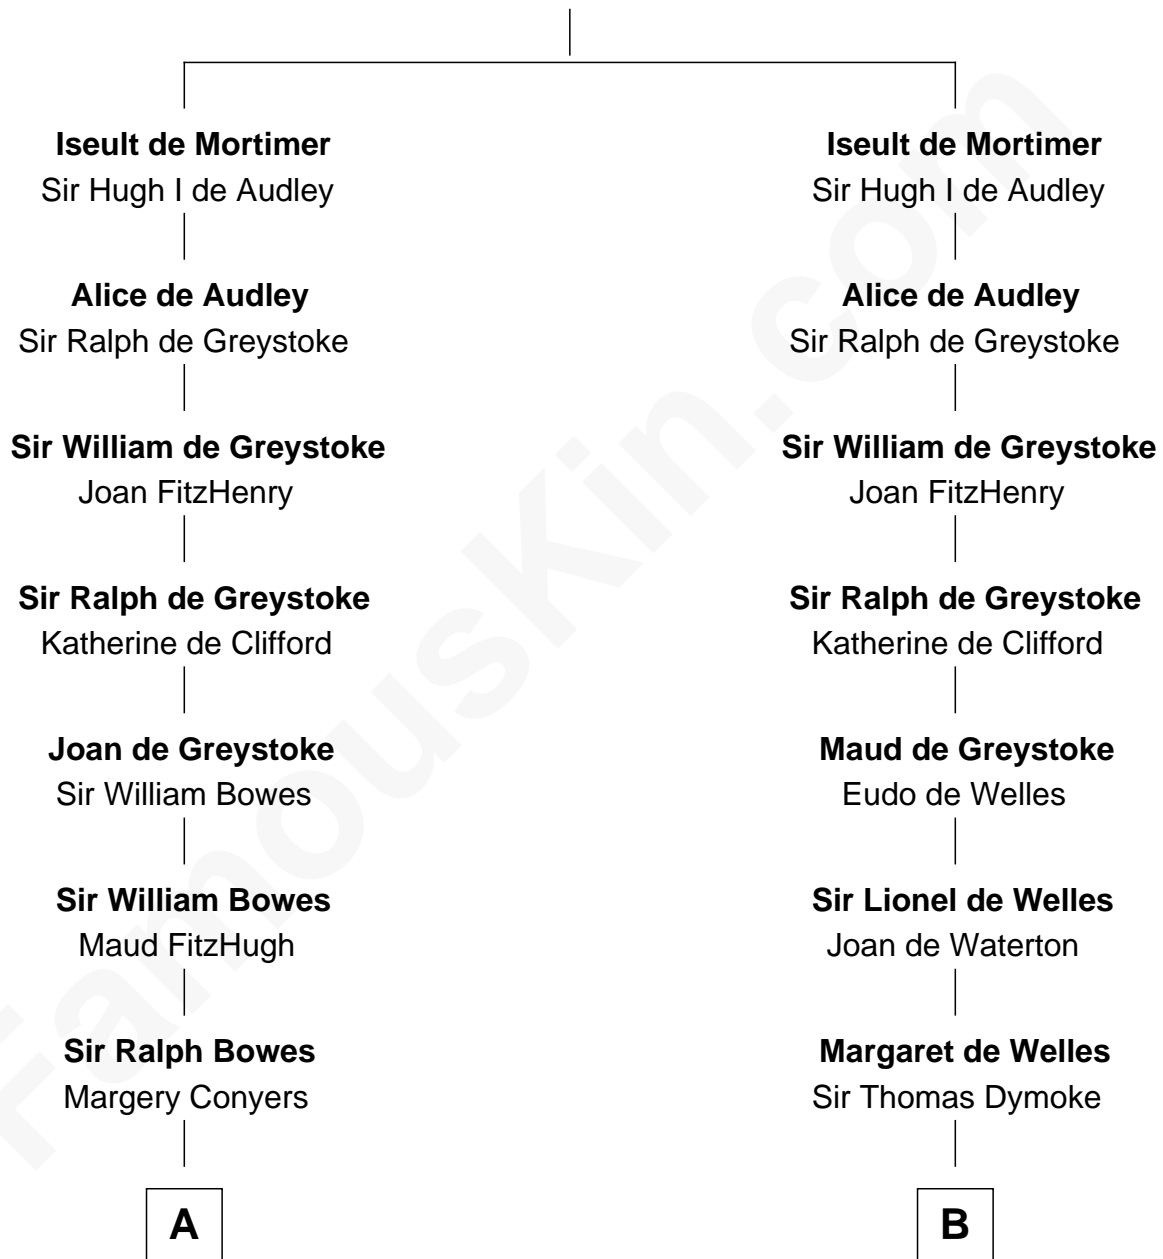 Iseult de Mortimer
Sir Hugh I de Audley
Alice de Audley
Sir Ralph de Greystoke
Sir William de Greystoke
Joan FitzHenry
Sir Ralph de Greystoke
Katherine de Clifford
Joan de Greystoke
Sir William Bowes
Sir William Bowes
Maud FitzHugh
Sir Ralph Bowes
Margery Conyers
A
Iseult de Mortimer
Sir Hugh I de Audley
Alice de Audley
Sir Ralph de Greystoke
Sir William de Greystoke
Joan FitzHenry
Sir Ralph de Greystoke
Katherine de Clifford
Maud de Greystoke
Eudo de Welles
Sir Lionel de Welles
Joan de Waterton
Margaret de Welles
Sir Thomas Dymoke
B
FamousKin.com